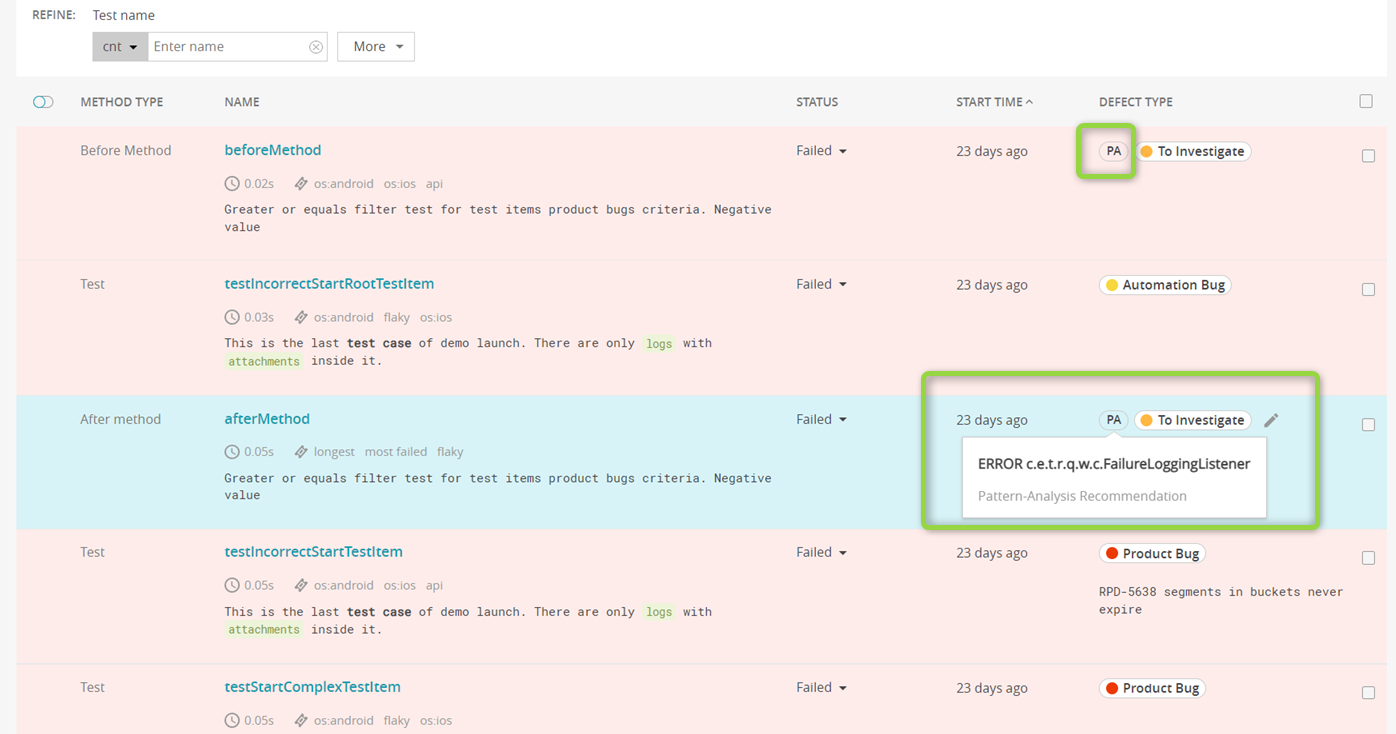 REFINE: Test name
cnt Enter name More
METHOD TYPE NAME STATUS START TIME DEFECT TYPE
Before Method beforeMethod Failed 23 days ago PA To Investigate
0.02s os:android os:ios api
Greater or equals filter test for test items product bugs criteria. Negative
value
Test testIncorrectStartRootTestItem Failed 23 days ago Automation Bug
0.03s os:android flaky os:ios
This is the last test case of demo launch. There are only logs with
attachments inside it.
After method afterMethod Failed 23 days ago PA To Investigate
0.05s longest most failed flaky
Greater or equals filter test for test items product bugs criteria. Negative
value
ERROR c.e.t.r.q.w.c.FailureLoggingListener
Pattern-Analysis Recommendation
Test testIncorrectStartTestItem Failed 23 days ago Product Bug
0.05s os:android os:ios api
This is the last test case of demo launch. There are only logs with
attachments inside it.
RPD-5638 segments in buckets never
expire
Test testStartComplexTestItem Failed 23 days ago Product Bug
0.05s os:android flaky os:ios